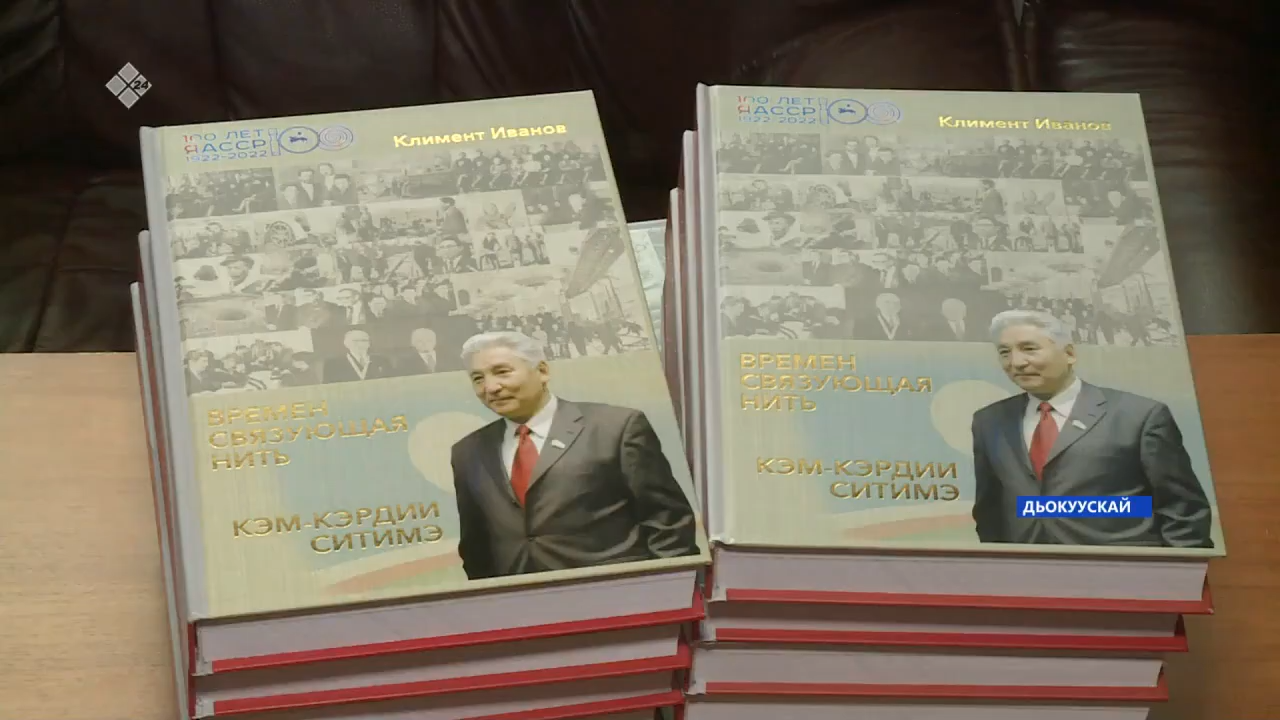 24
100 ЛЕТ
ЯАССР
1922-2022
Климент Иванов
ВРЕМЕН
СВЯЗУЮЩАЯ
НИТЬ
КЭМ-КЭРДИИ
СИТИМЭ
100 ЛЕТ
ЯАССР
1922-2022
Климент Иванов
ВРЕМЕН
СВЯЗУЮЩАЯ
НИТЬ
КЭМ-КЭРДИИ
СИТИМЭ
ДЬОКУУСКАЙ